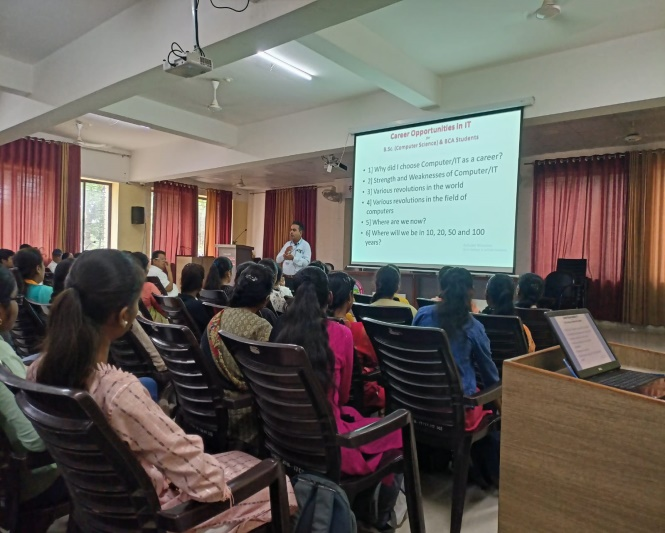 Career Opportunities in IT
B.Sc. (Computer Science) & BCA Students
• 1) Why did I choose Computer/IT as a career?
• 2] Strength and Weaknesses of Computer/IT
• 3] Various revolutions in the world
• 4] Various revolutions in the field of
computers
• 5] Where are we now?
• 6] Where will we be in 10, 20, 50 and 100
years?